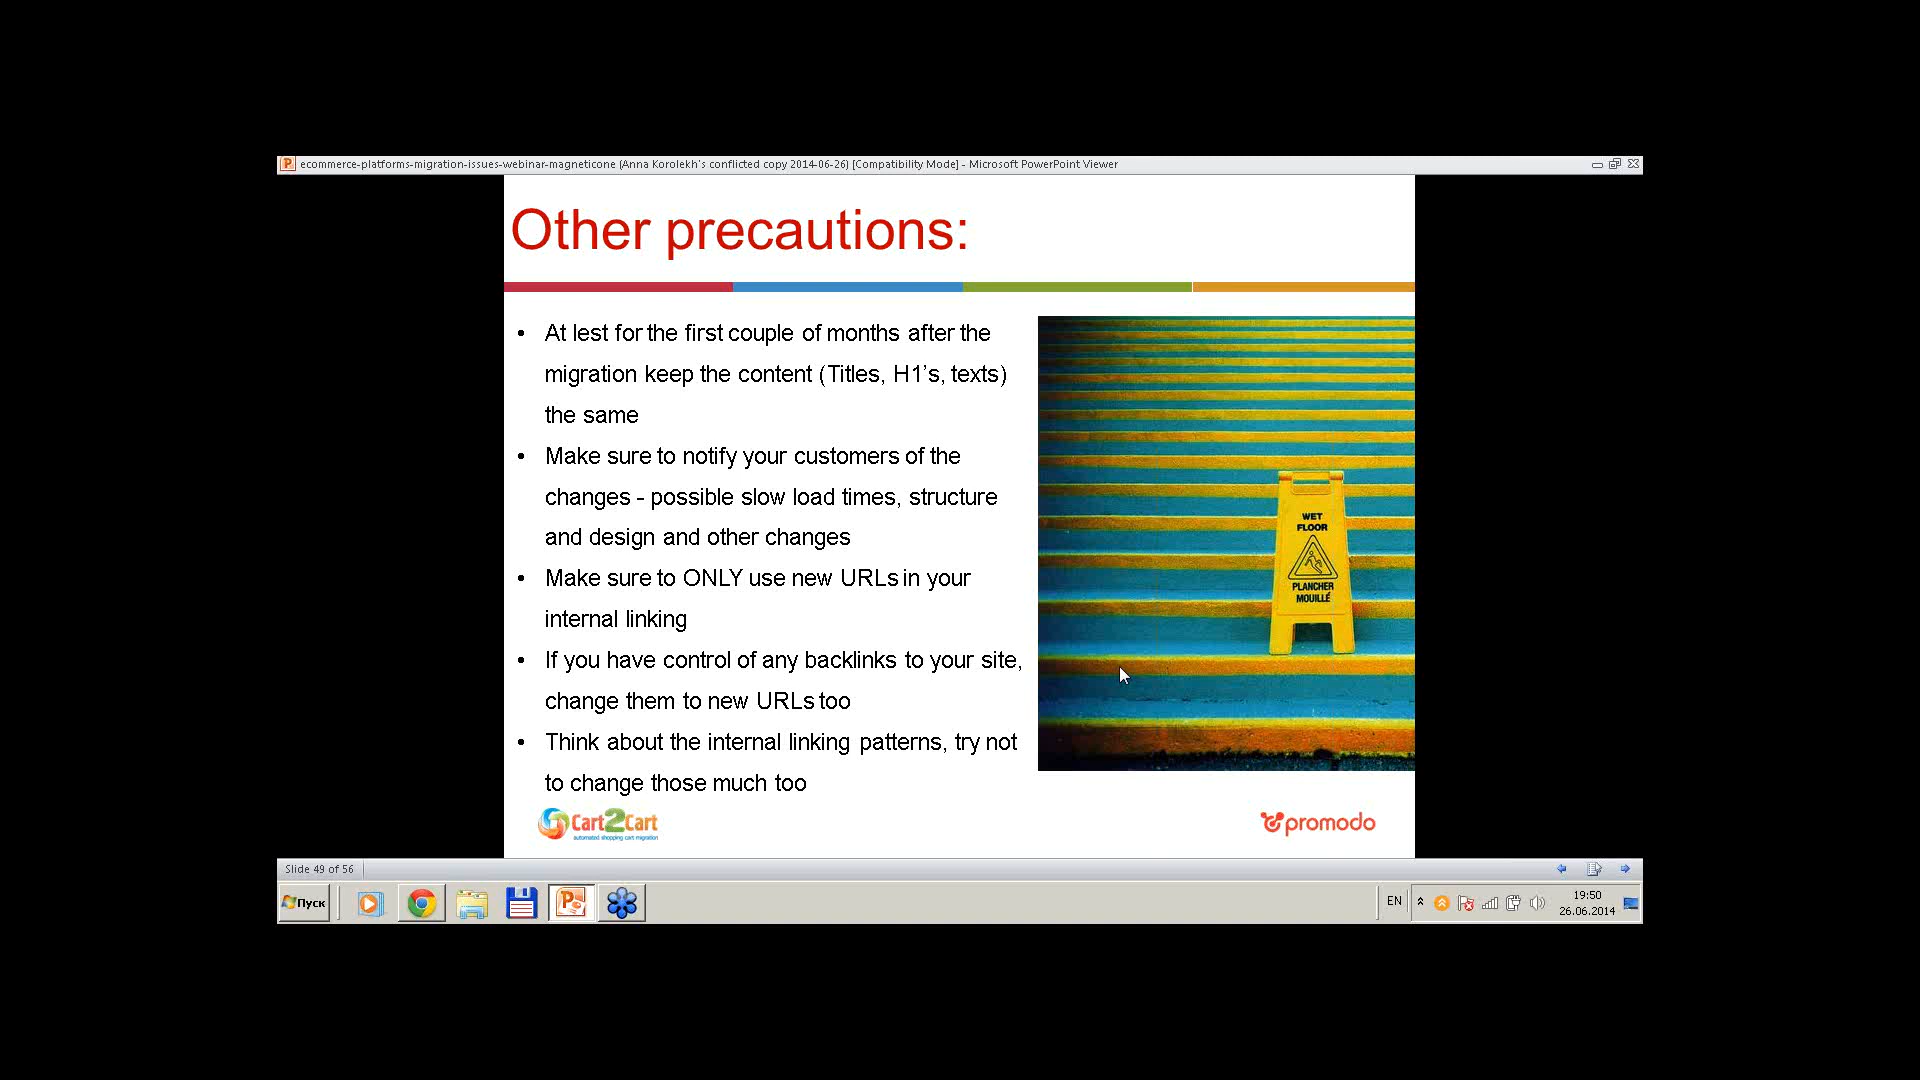 ecommerce-platforms-migration-issues-webinar-magneticone (Anna Korolekh's conflicted copy 2014-06-26) [Compatibility Mode] - Microsoft PowerPoint Viewer
Other precautions:
• At lest for the first couple of months after the
migration keep the content (Titles, H1's, texts)
the same
• Make sure to notify your customers of the
changes - possible slow load times, structure
and design and other changes
• Make sure to ONLY use new URLs in your
internal linking
• If you have control of any backlinks to your site,
change them to new URLs too
• Think about the internal linking patterns, try not
to change those much too
WET
FLOOR
PLANCHER
MOUILLÉ
Cart2Cart
automated shopping cart migration
promodo
Slide 49 of 56
Пуск
EN
19:50
26.06.2014